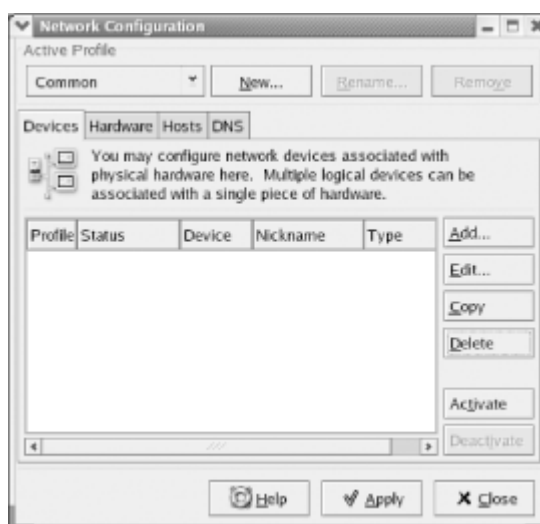 Network Configuration
Active Profile
Common New... Rename... Remove
Devices Hardware Hosts DNS
You may configure network devices associated with
physical hardware here. Multiple logical devices can be
associated with a single piece of hardware.
Profile Status Device Nickname Type
Add...
Edit...
Copy
Delete
Activate
Deactivate
Help Apply Close